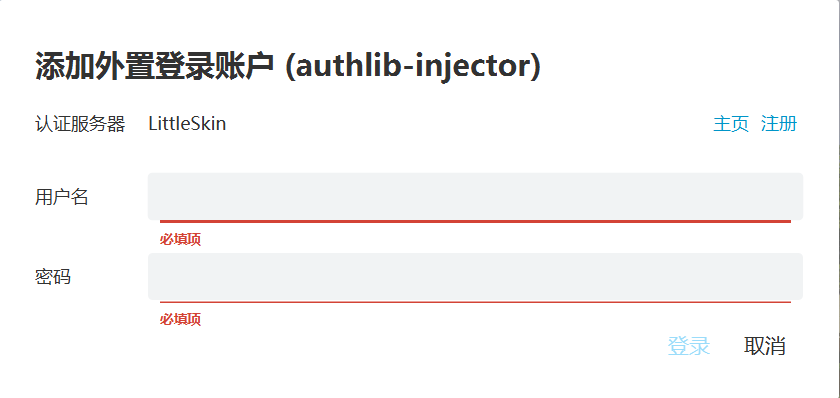 添加外置登录账户 (authlib-injector)
认证服务器 LittleSkin 主页 注册
用户名
必填项
密码
必填项
登录 取消